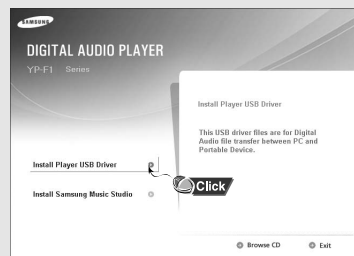 SAMSUNG
DIGITAL AUDIO PLAYER
YP-F1 Series
Install Player USB Driver
This USB driver files are for Digital
Audio file transfer between PC and
Portable Device.
Install Player USB Driver
Click
Install Samsung Music Studio
Browse CD Exit